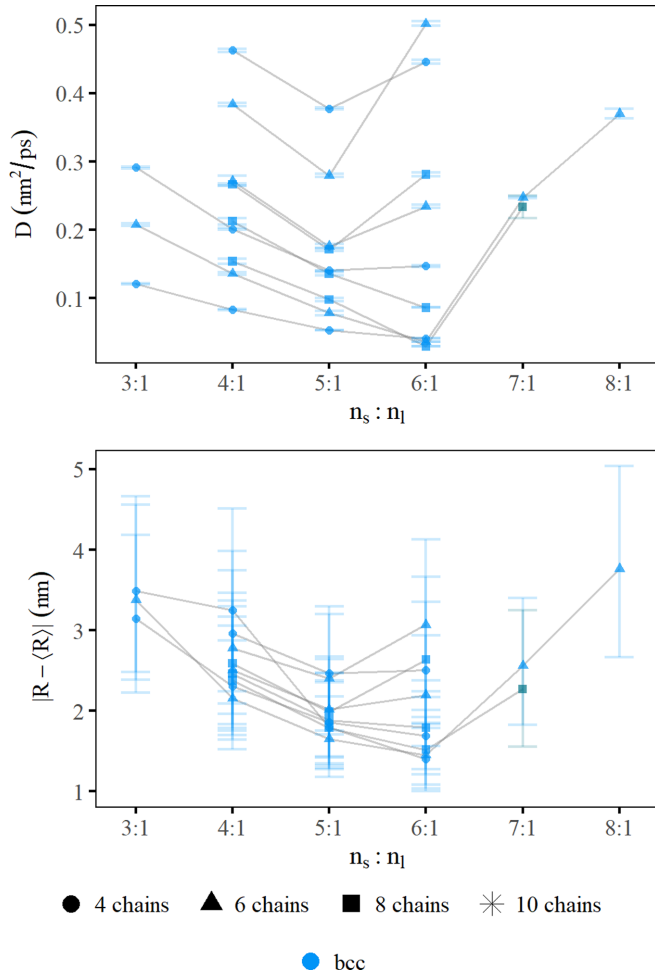 0.5
0.4
0.3
0.2
0.1
D (nm²/ps)
3:1 4:1 5:1 6:1 7:1 8:1
nₛ : nₗ
5
4
3
2
1
|R − ⟨R⟩| (nm)
3:1 4:1 5:1 6:1 7:1 8:1
nₛ : nₗ
4 chains 6 chains 8 chains 10 chains
bcc